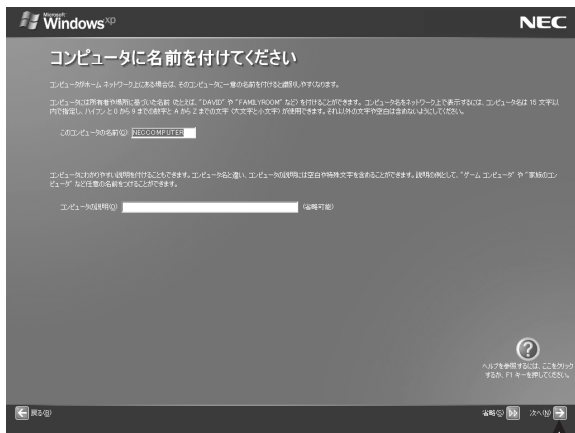 Microsoft
Windows xp
NEC
コンピュータに名前を付けてください
コンピュータがホーム ネットワーク上にある場合は、そのコンピュータに一意の名前を付けると識別しやすくなります。
コンピュータには所有者や場所に基づいた名前 (たとえば、"DAVID" や "FAMILYROOM" など) を付けることができます。コンピュータ名をネットワーク上で表示するには、コンピュータ名は 15 文字以
内で指定し、ハイフンと 0 から 9 までの数字と A から Z までの文字 (大文字と小文字) が使用できます。それ以外の文字や空白は含めないようにしてください。
このコンピュータの名前(C): NECCOMPUTER
コンピュータにわかりやすい説明を付けることもできます。コンピュータ名と違い、コンピュータの説明には空白や特殊文字を含めることができます。説明の例として、"ゲーム コンピュータ" や "家族のコン
ピュータ" など任意の名前をつけることができます。
コンピュータの説明(O): (省略可能)
ヘルプを参照するには、ここをクリック
するか、F1 キーを押してください。
戻る(B)
省略(S)
次へ(N)